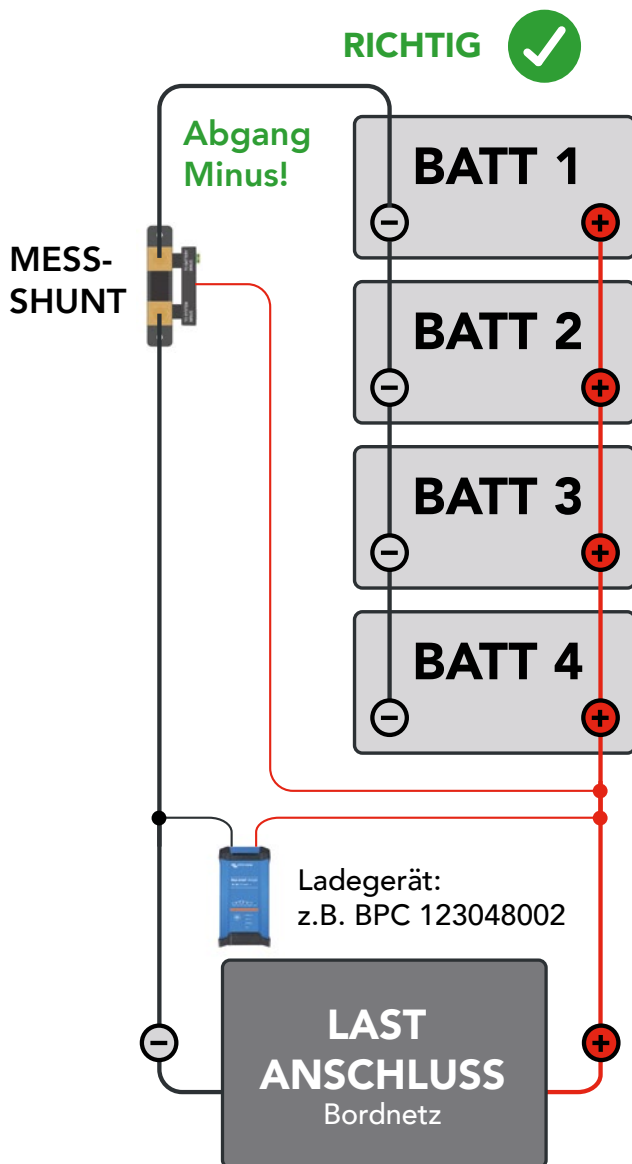 RICHTIG
Abgang
Minus!
BATT 1
MESS-
SHUNT
BATT 2
BATT 3
BATT 4
Ladegerät:
z.B. BPC 123048002
LAST
ANSCHLUSS
Bordnetz